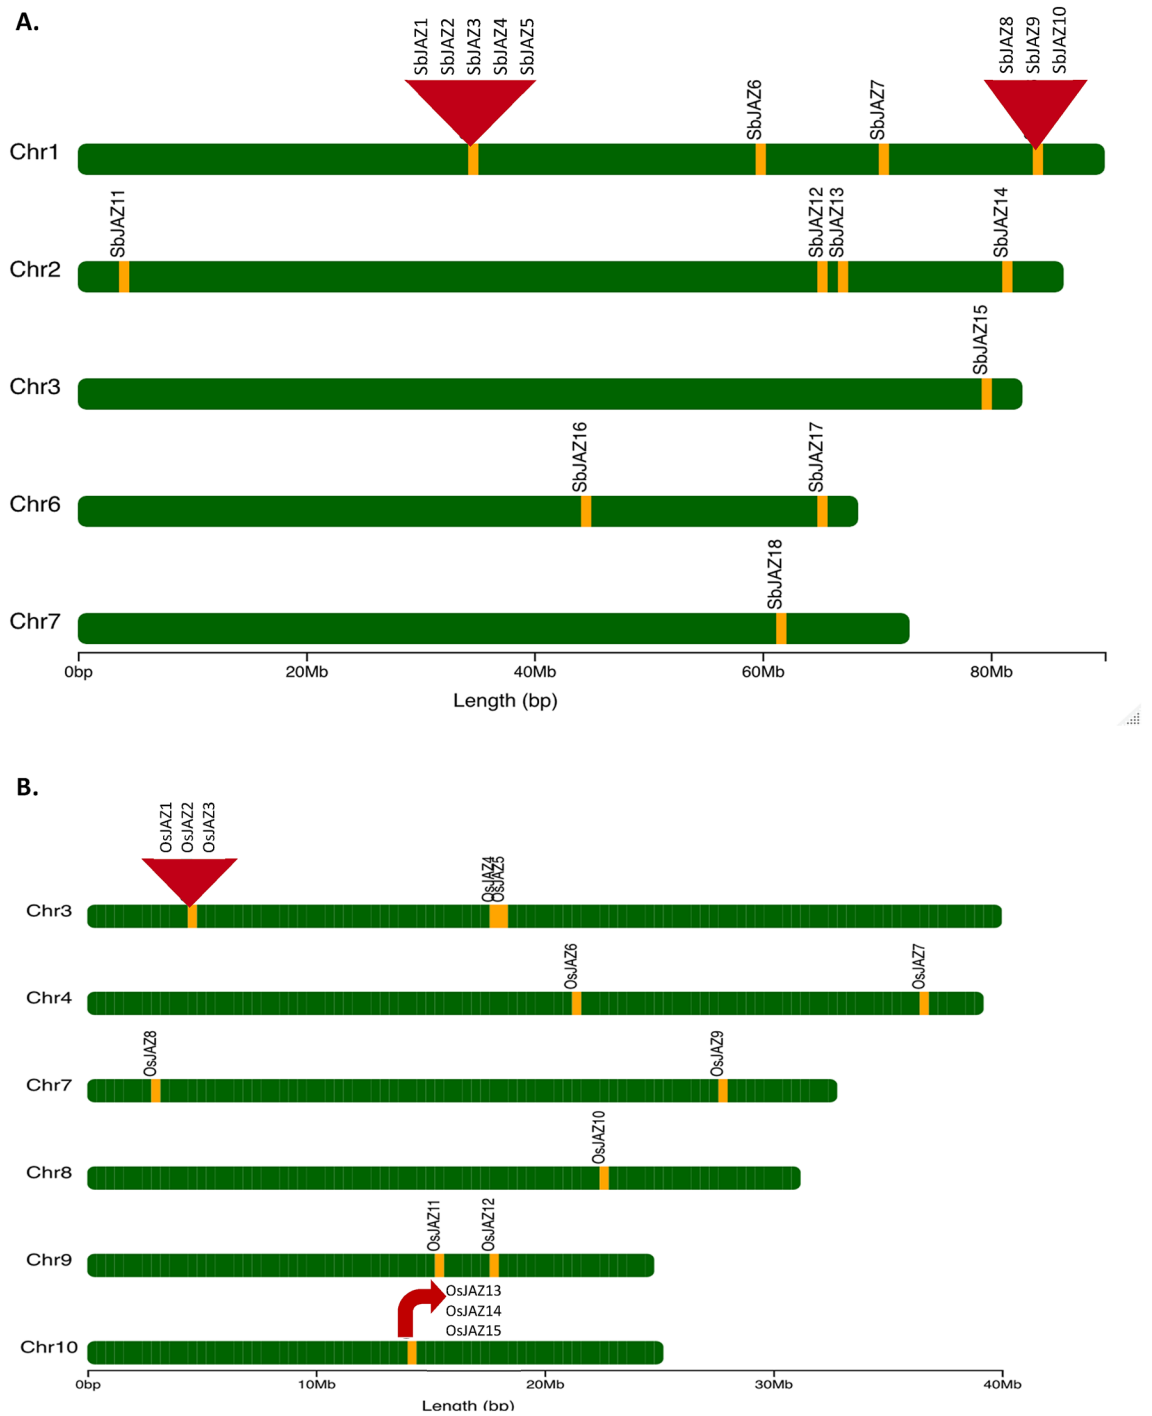 A.
SbJAZ1
SbJAZ2
SbJAZ3
SbJAZ4
SbJAZ5
SbJAZ6
SbJAZ7
SbJAZ8
SbJAZ9
SbJAZ10
Chr1
SbJAZ11
SbJAZ12
SbJAZ13
SbJAZ14
Chr2
SbJAZ15
Chr3
SbJAZ16
SbJAZ17
Chr6
SbJAZ18
Chr7
0bp 20Mb 40Mb 60Mb 80Mb
Length (bp)
B.
OsJAZ1
OsJAZ2
OsJAZ3
OsJAZ4
OsJAZ5
Chr3
OsJAZ6
OsJAZ7
Chr4
OsJAZ8
OsJAZ9
Chr7
OsJAZ10
Chr8
OsJAZ11
OsJAZ12
Chr9
OsJAZ13
OsJAZ14
OsJAZ15
Chr10
0bp 10Mb 20Mb 30Mb 40Mb
Length (bp)